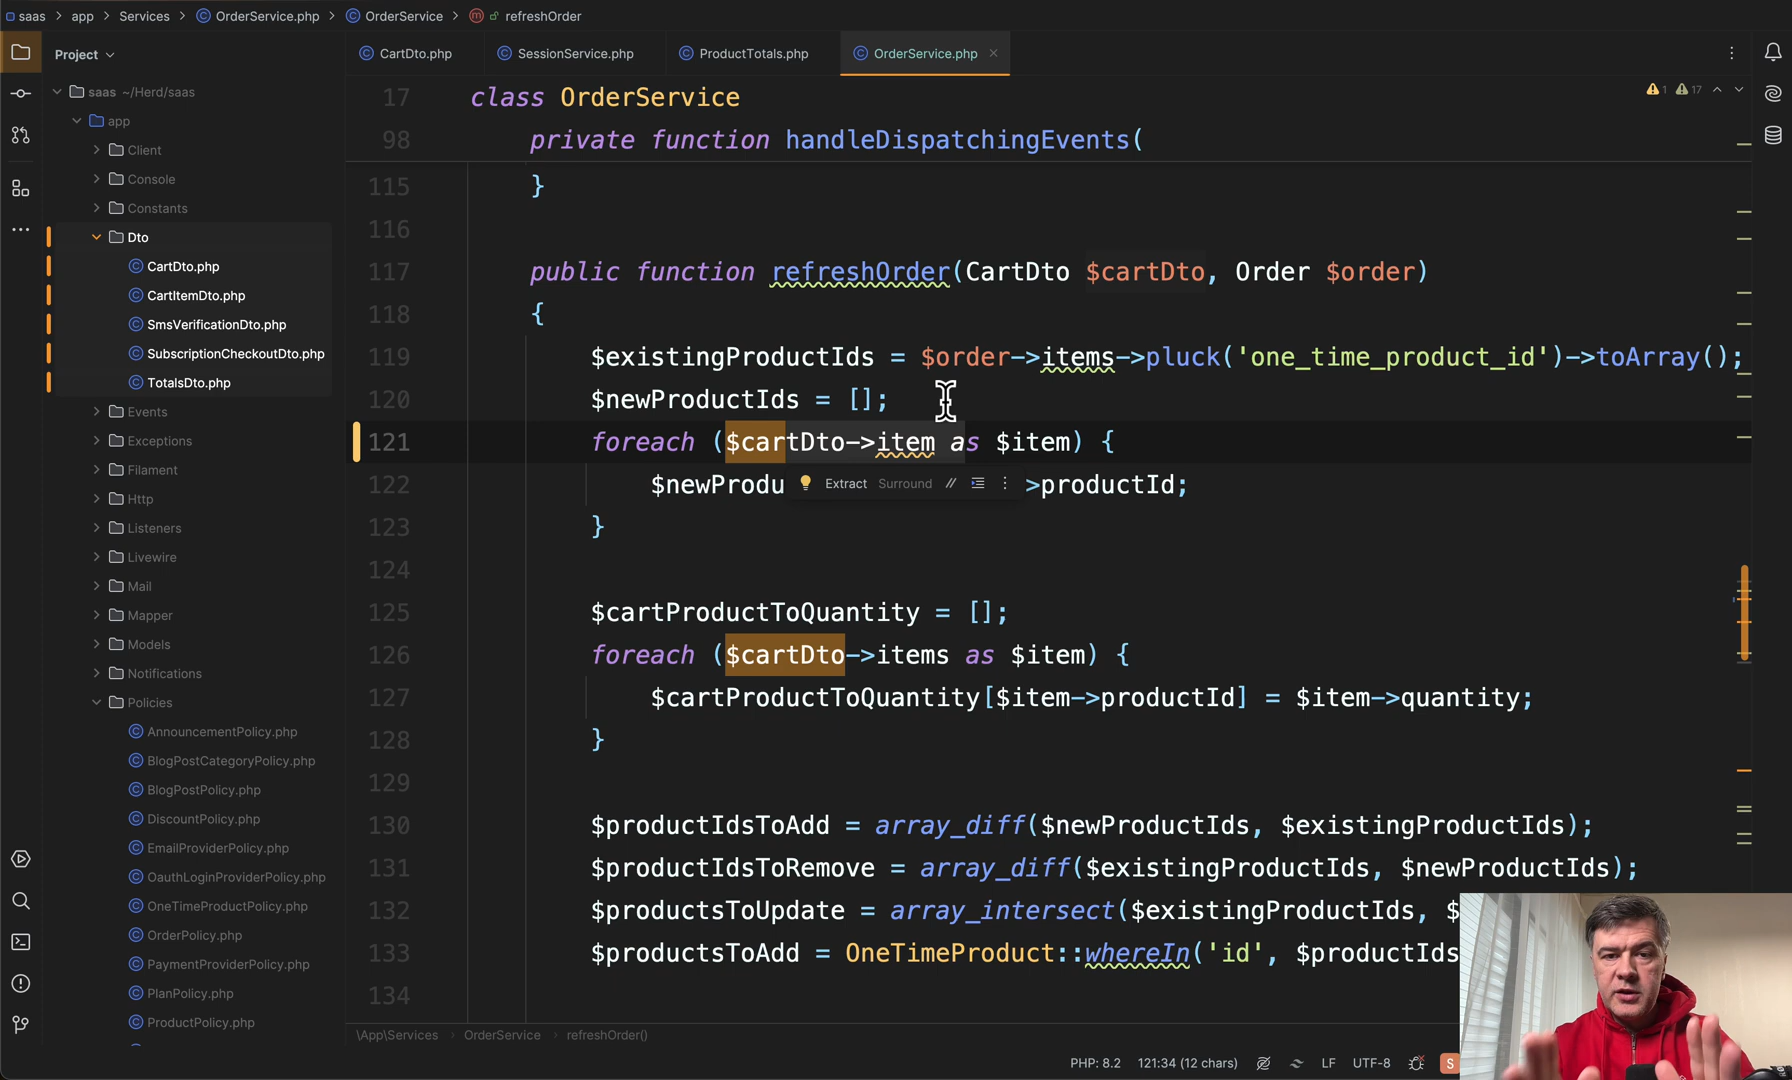 saas > app > Services > OrderService.php > OrderService > refreshOrder
Project
CartDto.php
SessionService.php
ProductTotals.php
OrderService.php
saas ~/Herd/saas
app
Client
Console
Constants
Dto
CartDto.php
CartItemDto.php
SmsVerificationDto.php
SubscriptionCheckoutDto.php
TotalsDto.php
Events
Exceptions
Filament
Http
Listeners
Livewire
Mail
Mapper
Models
Notifications
Policies
AnnouncementPolicy.php
BlogPostCategoryPolicy.php
BlogPostPolicy.php
DiscountPolicy.php
EmailProviderPolicy.php
OauthLoginProviderPolicy.php
OneTimeProductPolicy.php
OrderPolicy.php
PaymentProviderPolicy.php
PlanPolicy.php
ProductPolicy.php
1 17
17 class OrderService
98 private function handleDispatchingEvents(
115 }
116
117 public function refreshOrder(CartDto $cartDto, Order $order)
118 {
119 $existingProductIds = $order->items->pluck('one_time_product_id')->toArray();
120 $newProductIds = [];
121 foreach ($cartDto->item as $item) {
122 $newProdu Extract Surround // >productId;
123 }
124
125 $cartProductToQuantity = [];
126 foreach ($cartDto->items as $item) {
127 $cartProductToQuantity[$item->productId] = $item->quantity;
128 }
129
130 $productIdsToAdd = array_diff($newProductIds, $existingProductIds);
131 $productIdsToRemove = array_diff($existingProductIds, $newProductIds);
132 $productsToUpdate = array_intersect($existingProductIds, $
133 $productsToAdd = OneTimeProduct::whereIn('id', $productIds
134
\App\Services > OrderService > refreshOrder()
PHP: 8.2 121:34 (12 chars) LF UTF-8 S